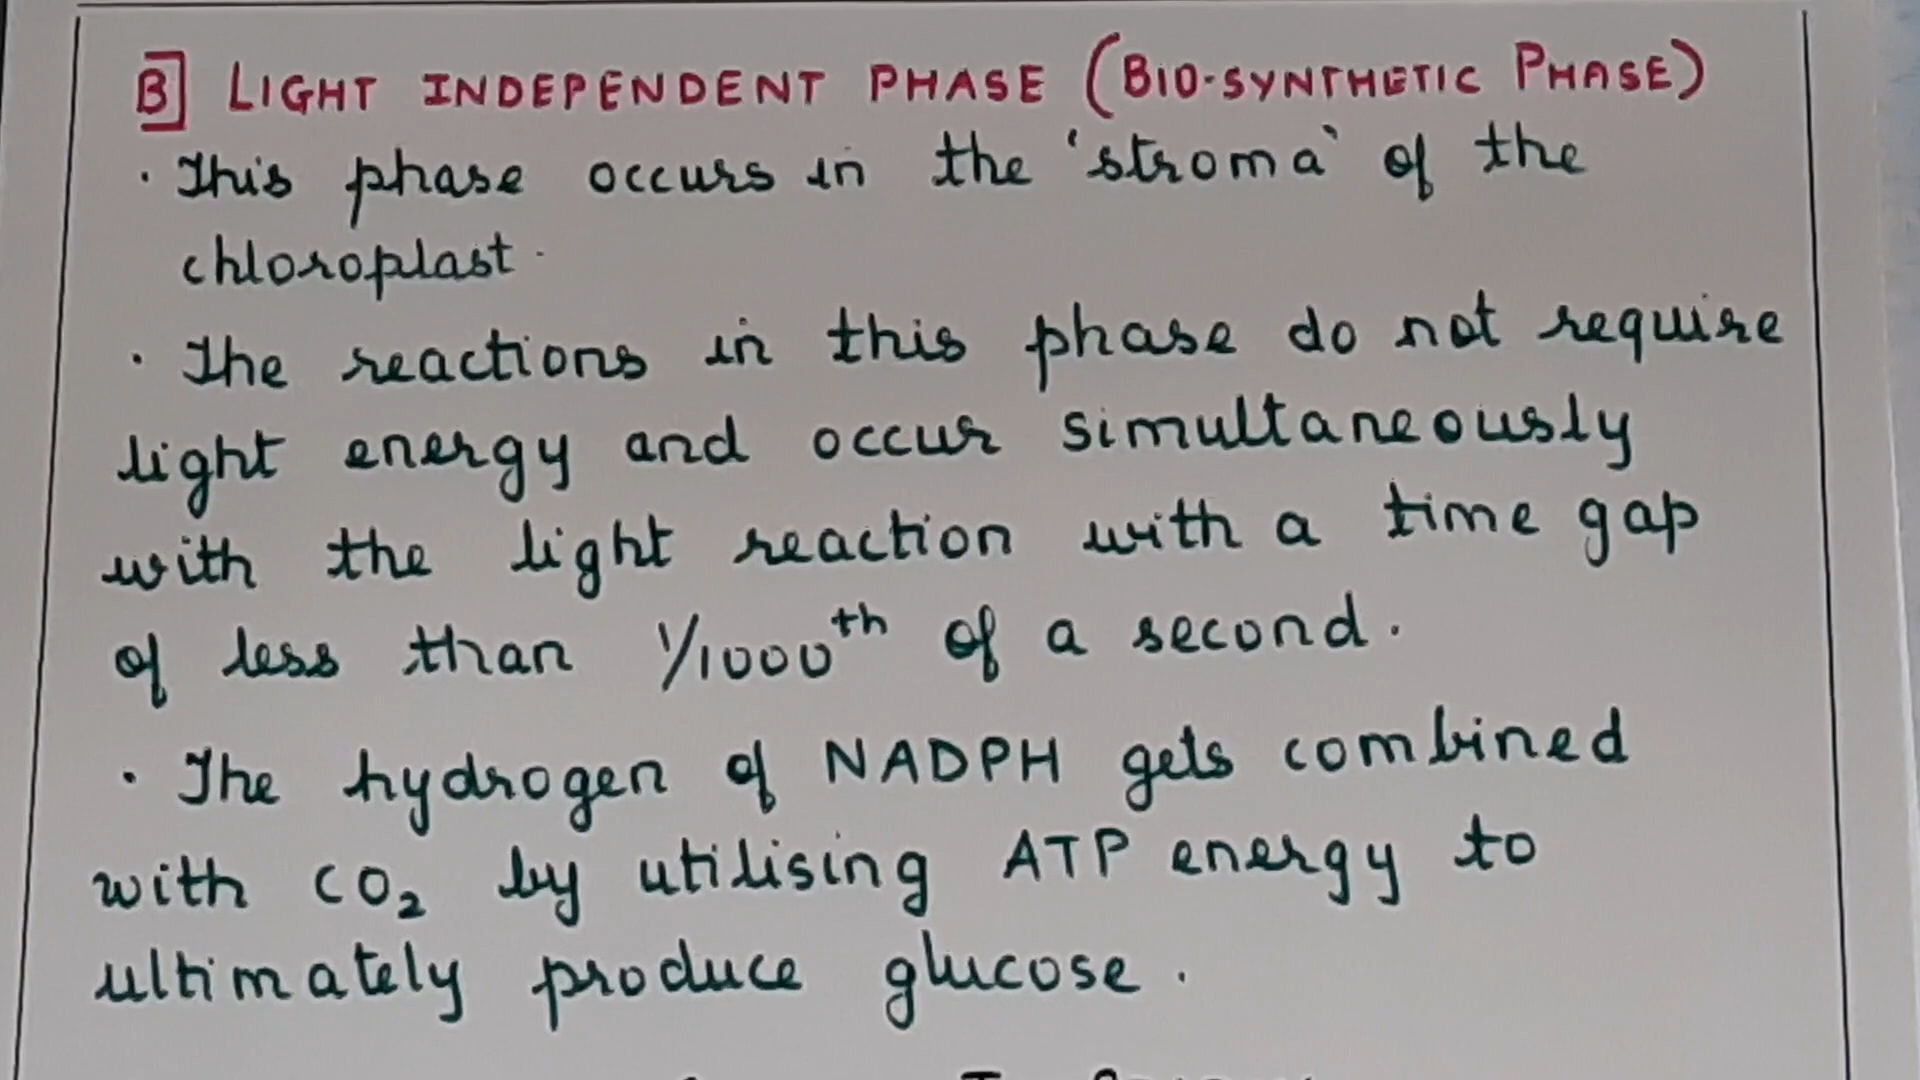 B] LIGHT INDEPENDENT PHASE (BIO-SYNTHETIC PHASE)
· This phase occurs in the 'stroma' of the
chloroplast.
· The reactions in this phase do not require
light energy and occur simultaneously
with the light reaction with a time gap
of less than 1/1000th of a second.
· The hydrogen of NADPH gets combined
with CO₂ by utilising ATP energy to
ultimately produce glucose.